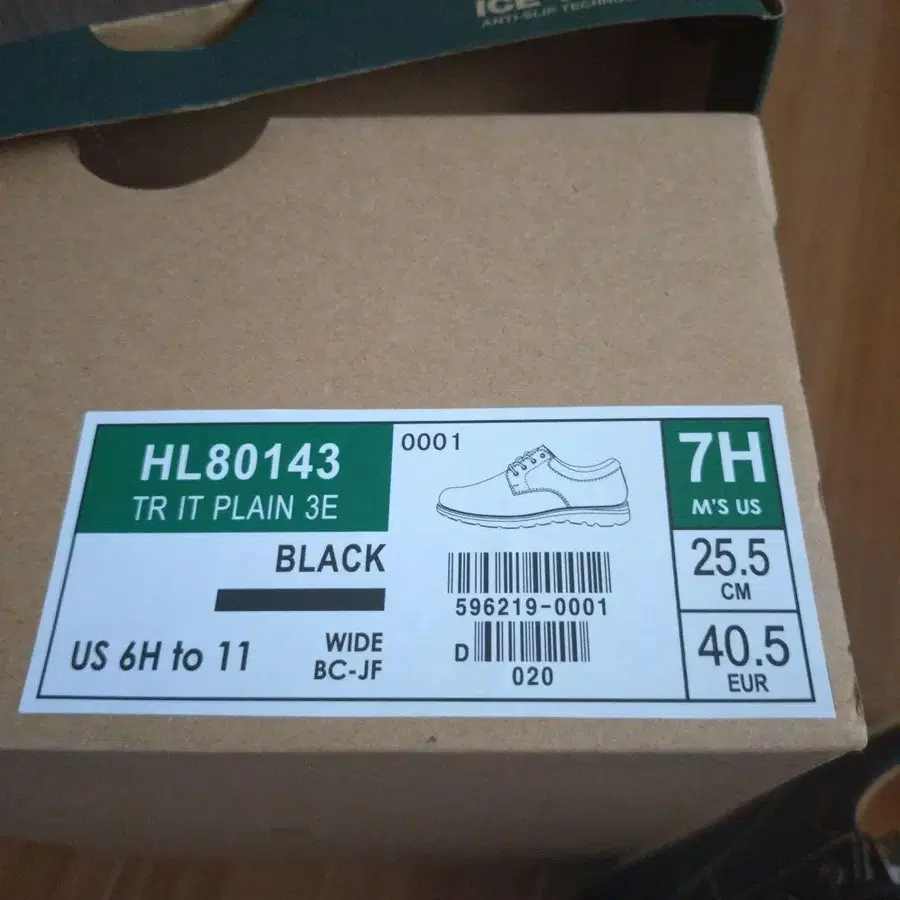 ICE
ANTI-SLIP
HL80143
TR IT PLAIN 3E
0001
7H
M'S US
BLACK
25.5
CM
596219-0001
US 6H to 11
WIDE
BC-JF
D
020
40.5
EUR